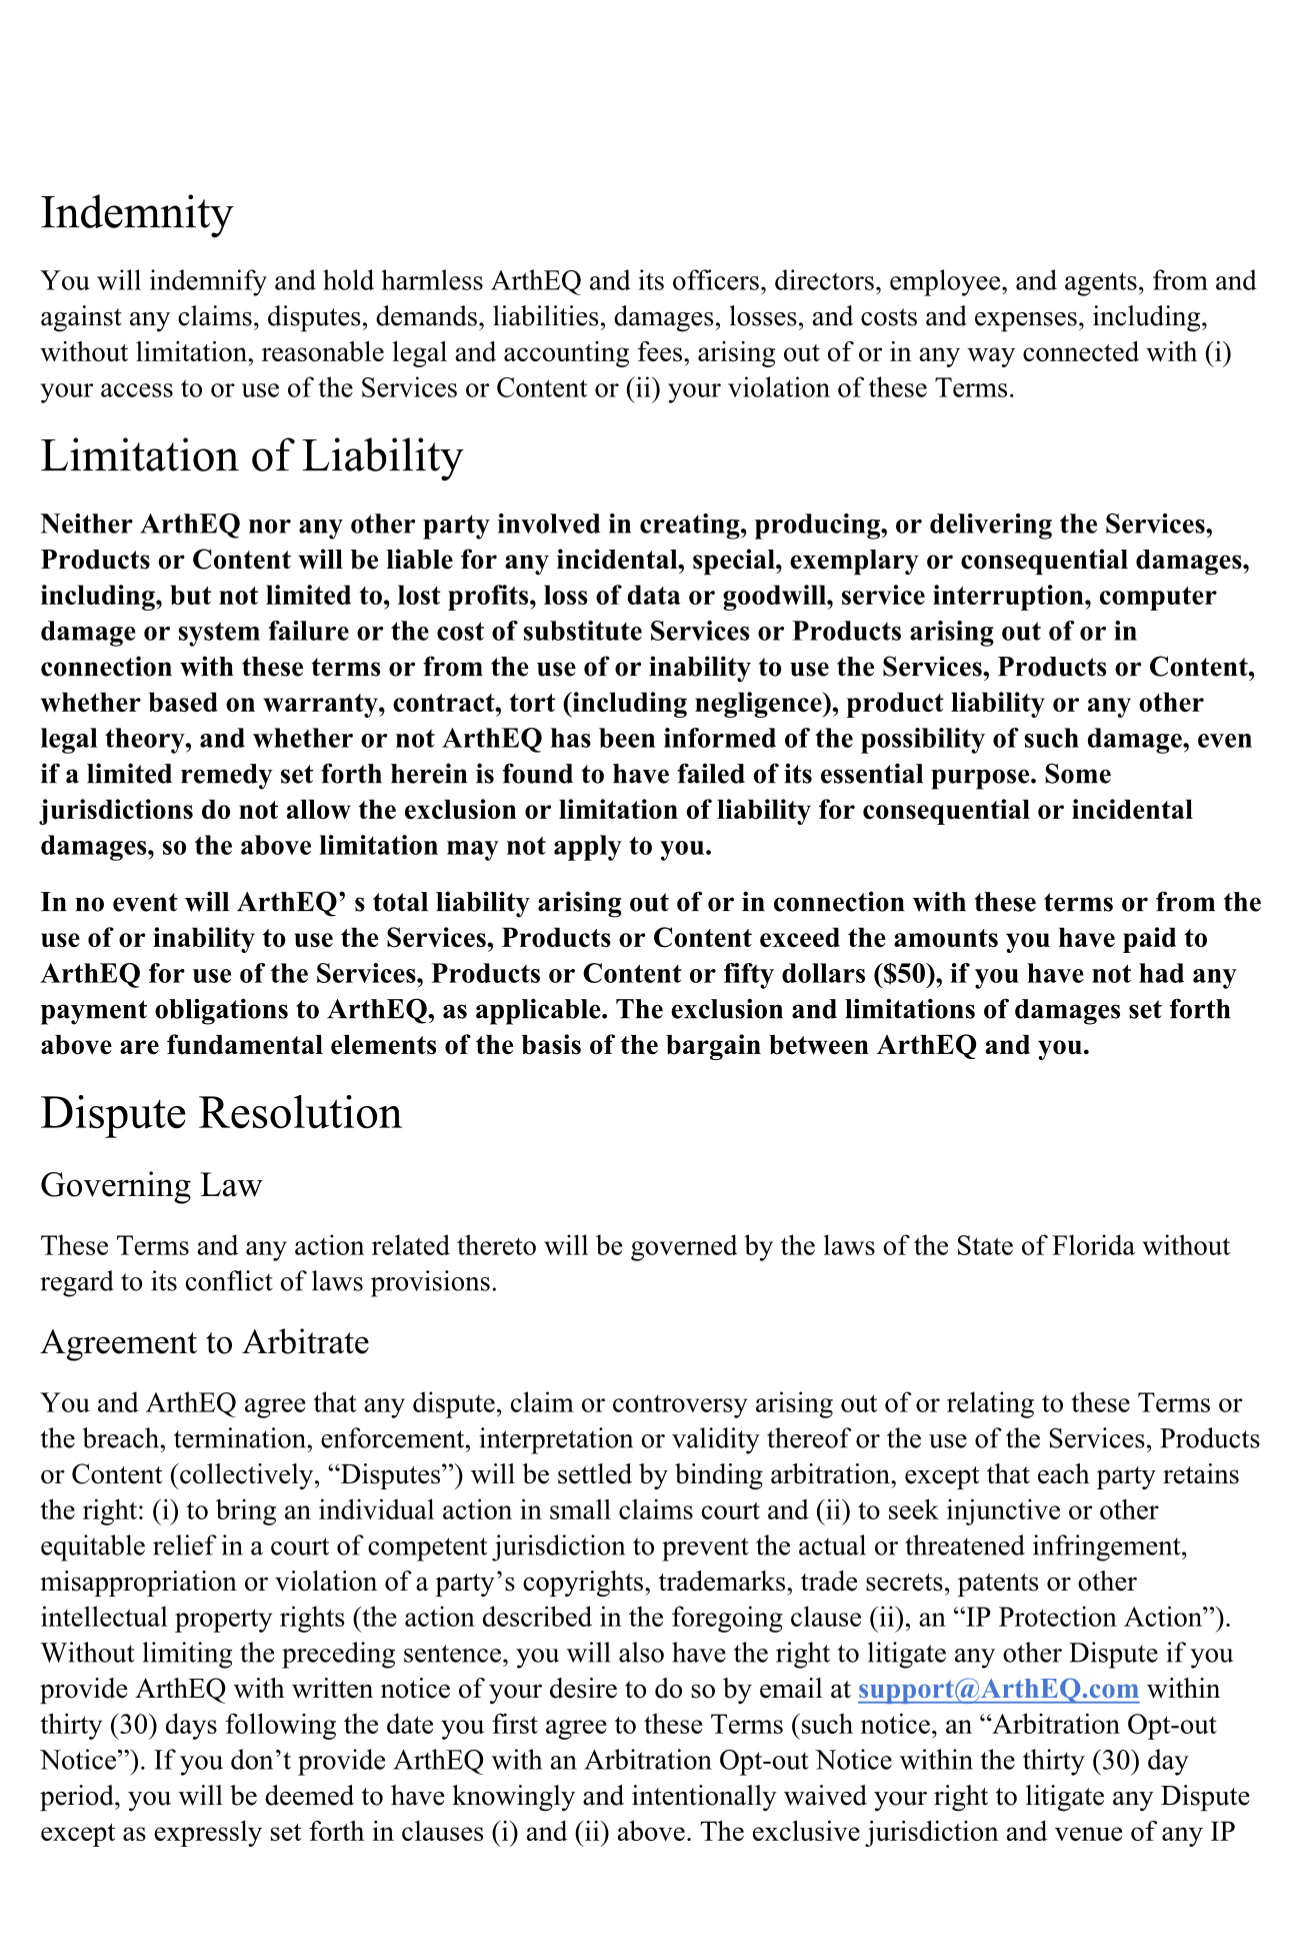 Indemnity
You will indemnify and hold harmless ArthEQ and its officers, directors, employee, and agents, from and
against any claims, disputes, demands, liabilities, damages, losses, and costs and expenses, including,
without limitation, reasonable legal and accounting fees, arising out of or in any way connected with (i)
your access to or use of the Services or Content or (ii) your violation of these Terms.
Limitation of Liability
Neither ArthEQ nor any other party involved in creating, producing, or delivering the Services,
Products or Content will be liable for any incidental, special, exemplary or consequential damages,
including, but not limited to, lost profits, loss of data or goodwill, service interruption, computer
damage or system failure or the cost of substitute Services or Products arising out of or in
connection with these terms or from the use of or inability to use the Services, Products or Content,
whether based on warranty, contract, tort (including negligence), product liability or any other
legal theory, and whether or not ArthEQ has been informed of the possibility of such damage, even
if a limited remedy set forth herein is found to have failed of its essential purpose. Some
jurisdictions do not allow the exclusion or limitation of liability for consequential or incidental
damages, so the above limitation may not apply to you.
In no event will ArthEQ’ s total liability arising out of or in connection with these terms or from the
use of or inability to use the Services, Products or Content exceed the amounts you have paid to
ArthEQ for use of the Services, Products or Content or fifty dollars ($50), if you have not had any
payment obligations to ArthEQ, as applicable. The exclusion and limitations of damages set forth
above are fundamental elements of the basis of the bargain between ArthEQ and you.
Dispute Resolution
Governing Law
These Terms and any action related thereto will be governed by the laws of the State of Florida without
regard to its conflict of laws provisions.
Agreement to Arbitrate
You and ArthEQ agree that any dispute, claim or controversy arising out of or relating to these Terms or
the breach, termination, enforcement, interpretation or validity thereof or the use of the Services, Products
or Content (collectively, “Disputes”) will be settled by binding arbitration, except that each party retains
the right: (i) to bring an individual action in small claims court and (ii) to seek injunctive or other
equitable relief in a court of competent jurisdiction to prevent the actual or threatened infringement,
misappropriation or violation of a party’s copyrights, trademarks, trade secrets, patents or other
intellectual property rights (the action described in the foregoing clause (ii), an “IP Protection Action”).
Without limiting the preceding sentence, you will also have the right to litigate any other Dispute if you
provide ArthEQ with written notice of your desire to do so by email at support@ArthEQ.com within
thirty (30) days following the date you first agree to these Terms (such notice, an “Arbitration Opt-out
Notice”). If you don’t provide ArthEQ with an Arbitration Opt-out Notice within the thirty (30) day
period, you will be deemed to have knowingly and intentionally waived your right to litigate any Dispute
except as expressly set forth in clauses (i) and (ii) above. The exclusive jurisdiction and venue of any IP